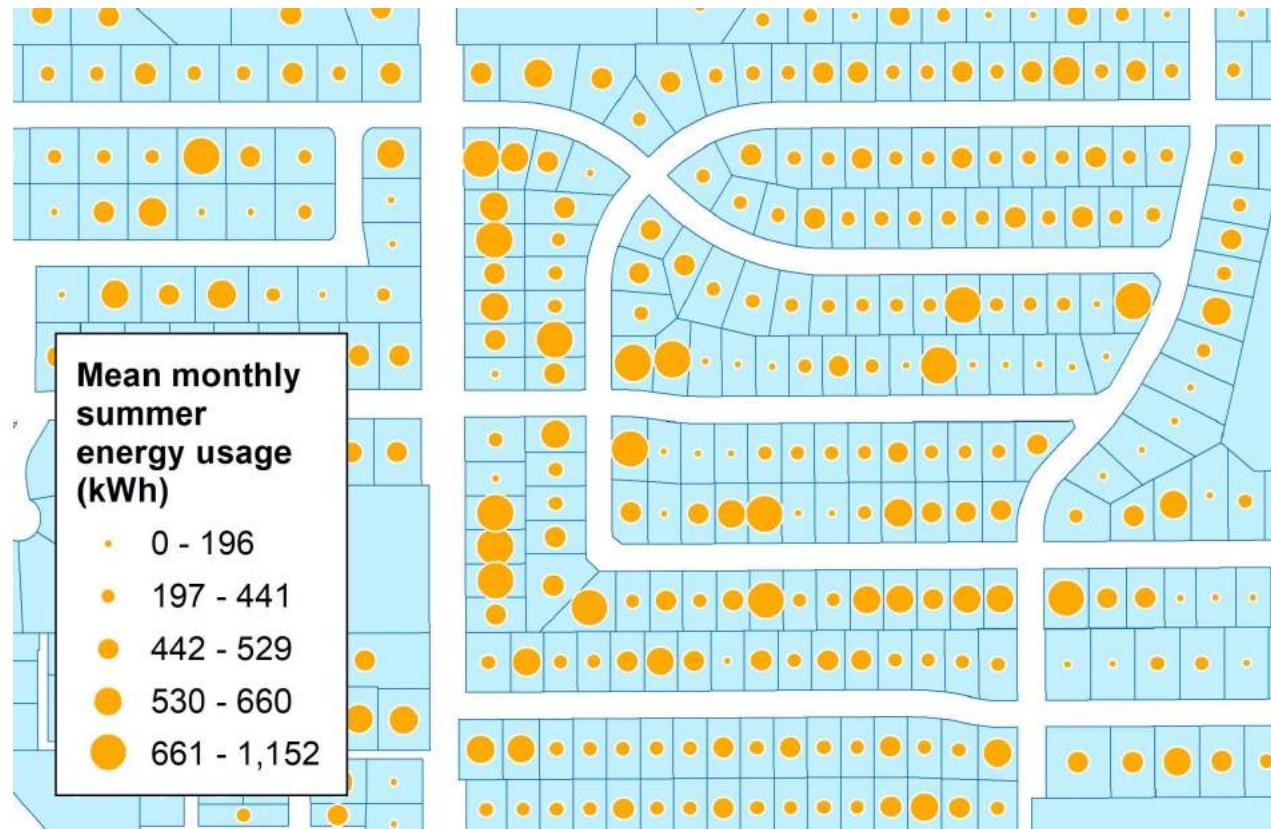 Mean monthly
summer
energy usage
(kWh)
0 - 196
197 - 441
442 - 529
530 - 660
661 - 1,152